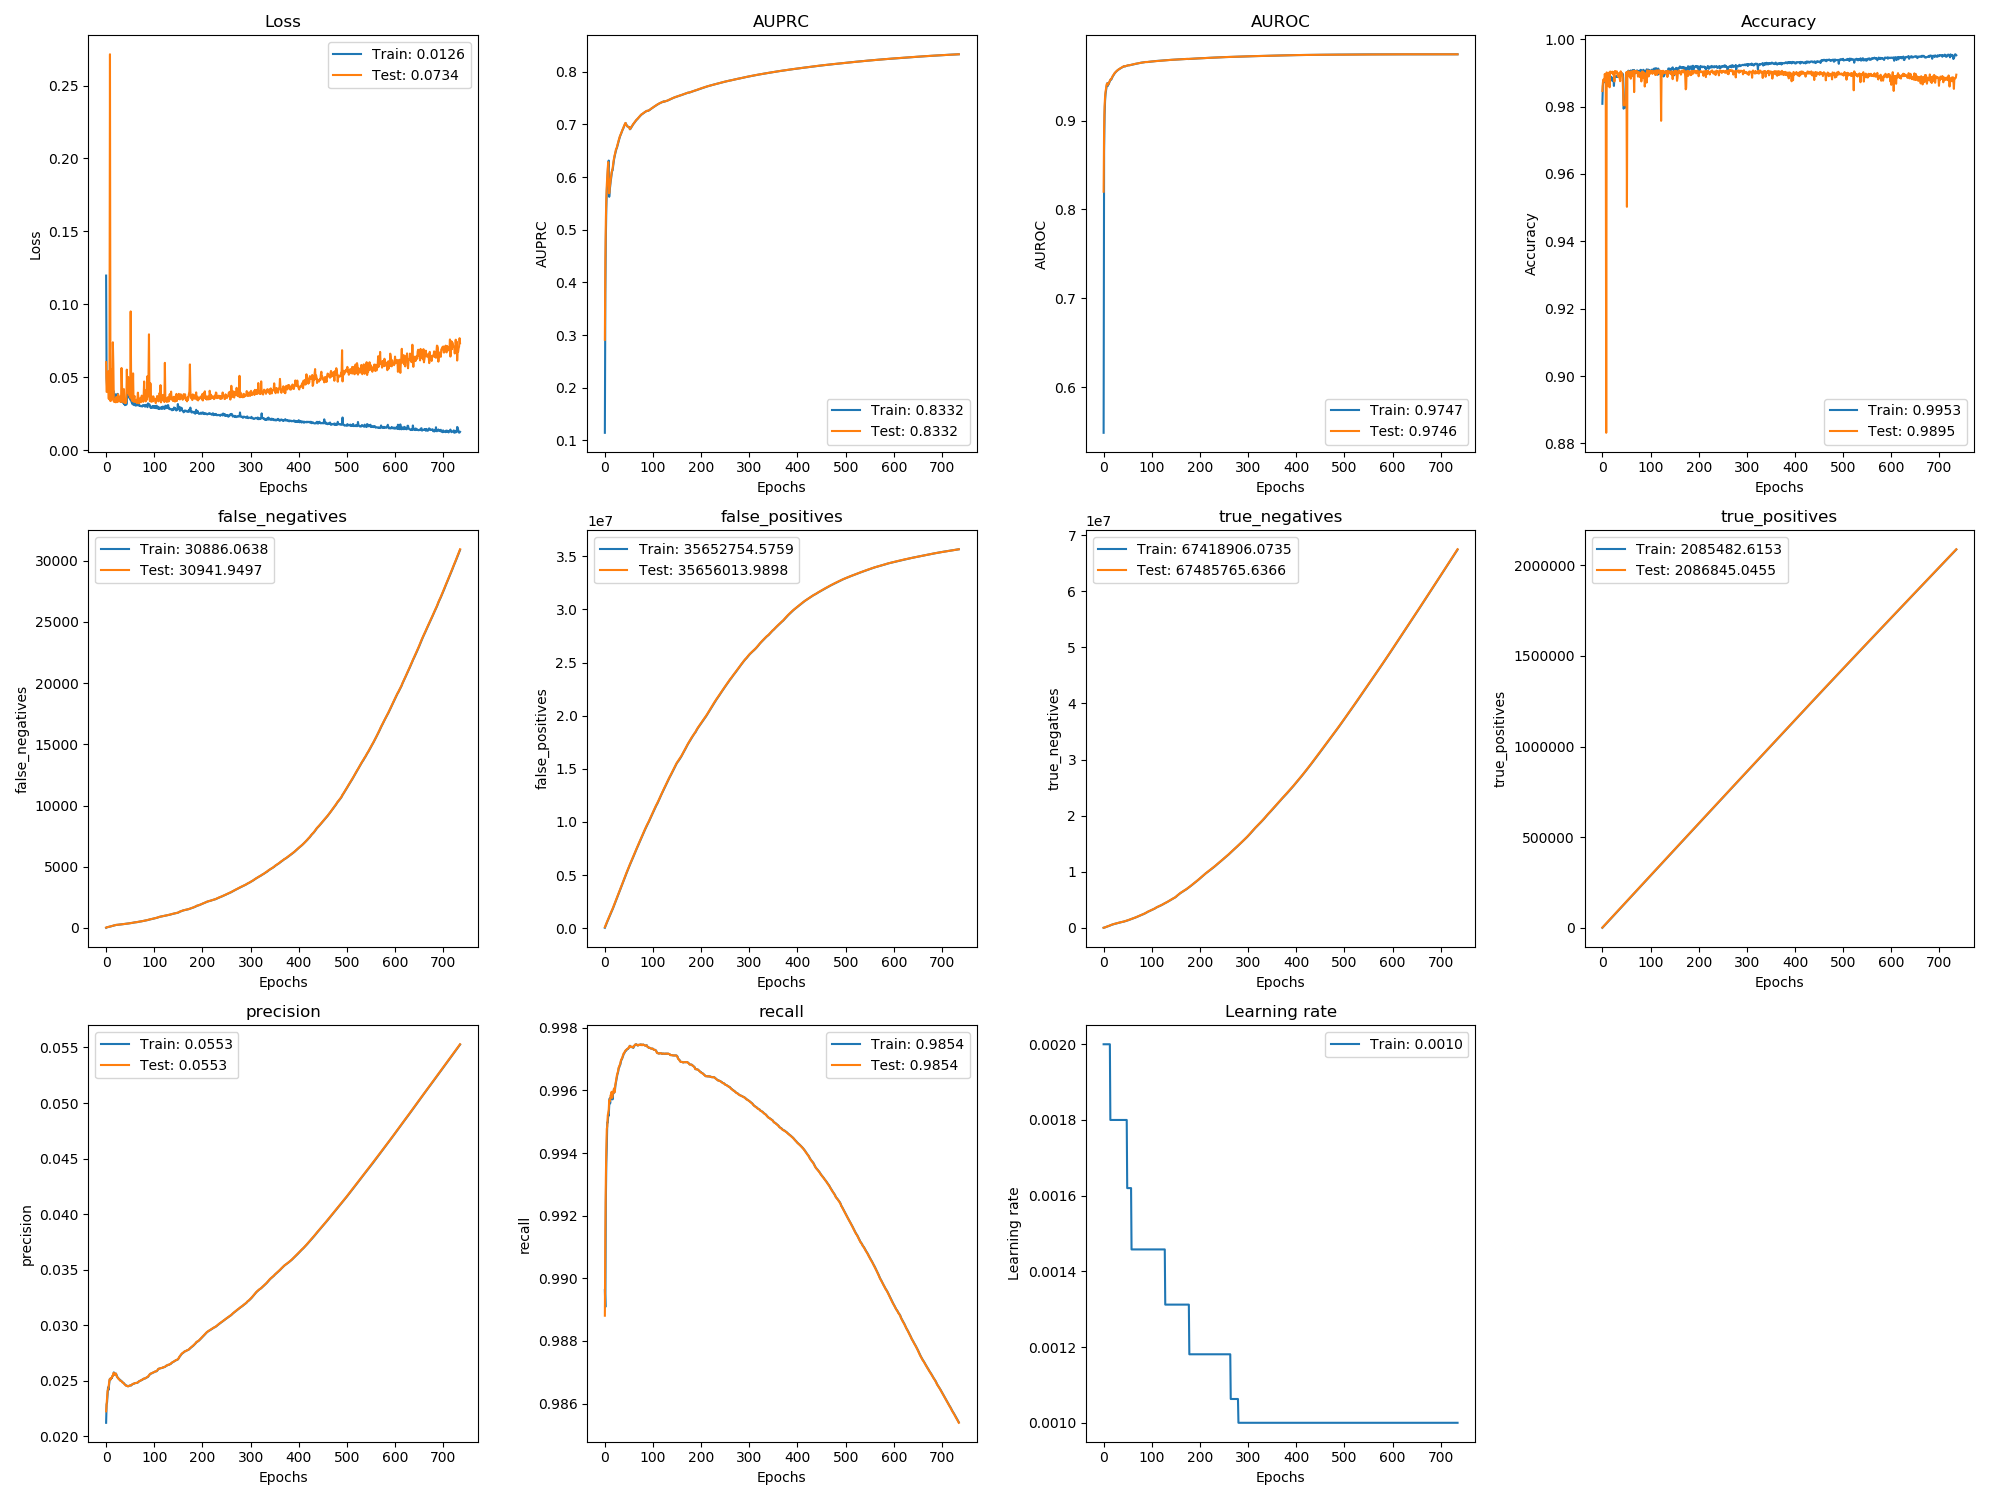 Loss
Train: 0.0126
Test: 0.0734
0.25
0.20
0.15
0.10
0.05
0.00
Loss
0 100 200 300 400 500 600 700
Epochs
AUPRC
0.8
0.7
0.6
0.5
0.4
0.3
0.2
0.1
AUPRC
Train: 0.8332
Test: 0.8332
0 100 200 300 400 500 600 700
Epochs
AUROC
0.9
0.8
0.7
0.6
AUROC
Train: 0.9747
Test: 0.9746
0 100 200 300 400 500 600 700
Epochs
Accuracy
1.00
0.98
0.96
0.94
0.92
0.90
0.88
Accuracy
Train: 0.9953
Test: 0.9895
0 100 200 300 400 500 600 700
Epochs
false_negatives
Train: 30886.0638
Test: 30941.9497
30000
25000
20000
15000
10000
5000
0
false_negatives
0 100 200 300 400 500 600 700
Epochs
false_positives
1e7
Train: 35652754.5759
Test: 35656013.9898
3.5
3.0
2.5
2.0
1.5
1.0
0.5
0.0
false_positives
0 100 200 300 400 500 600 700
Epochs
true_negatives
1e7
Train: 67418906.0735
Test: 67485765.6366
7
6
5
4
3
2
1
0
true_negatives
0 100 200 300 400 500 600 700
Epochs
true_positives
Train: 2085482.6153
Test: 2086845.0455
2000000
1500000
1000000
500000
0
true_positives
0 100 200 300 400 500 600 700
Epochs
precision
Train: 0.0553
Test: 0.0553
0.055
0.050
0.045
0.040
0.035
0.030
0.025
0.020
precision
0 100 200 300 400 500 600 700
Epochs
recall
Train: 0.9854
Test: 0.9854
0.998
0.996
0.994
0.992
0.990
0.988
0.986
recall
0 100 200 300 400 500 600 700
Epochs
Learning rate
Train: 0.0010
0.0020
0.0018
0.0016
0.0014
0.0012
0.0010
Learning rate
0 100 200 300 400 500 600 700
Epochs